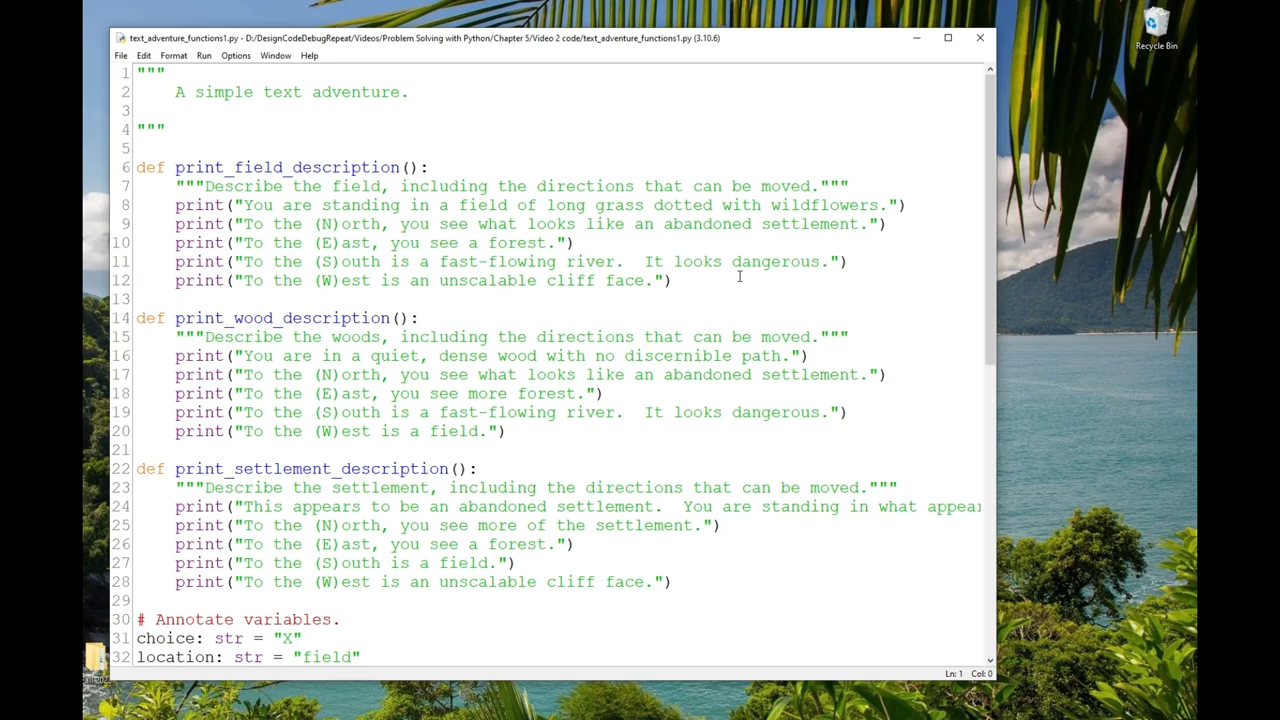 text_adventure_functions1.py - D:/DesignCodeDebugRepeat/Videos/Problem Solving with Python/Chapter 5/Video 2 code/text_adventure_functions1.py (3.10.6)
Recycle Bin
File Edit Format Run Options Window Help
1 """
2     A simple text adventure.
3
4 """
5
6 def print_field_description():
7     """Describe the field, including the directions that can be moved."""
8     print("You are standing in a field of long grass dotted with wildflowers.")
9     print("To the (N)orth, you see what looks like an abandoned settlement.")
10     print("To the (E)ast, you see a forest.")
11     print("To the (S)outh is a fast-flowing river.  It looks dangerous.")
12     print("To the (W)est is an unscalable cliff face.")
13
14 def print_wood_description():
15     """Describe the woods, including the directions that can be moved."""
16     print("You are in a quiet, dense wood with no discernible path.")
17     print("To the (N)orth, you see what looks like an abandoned settlement.")
18     print("To the (E)ast, you see more forest.")
19     print("To the (S)outh is a fast-flowing river.  It looks dangerous.")
20     print("To the (W)est is a field.")
21
22 def print_settlement_description():
23     """Describe the settlement, including the directions that can be moved."""
24     print("This appears to be an abandoned settlement.  You are standing in what appear
25     print("To the (N)orth, you see more of the settlement.")
26     print("To the (E)ast, you see a forest.")
27     print("To the (S)outh is a field.")
28     print("To the (W)est is an unscalable cliff face.")
29
30 # Annotate variables.
31 choice: str = "X"
32 location: str = "field"
Ln: 1 Col: 0